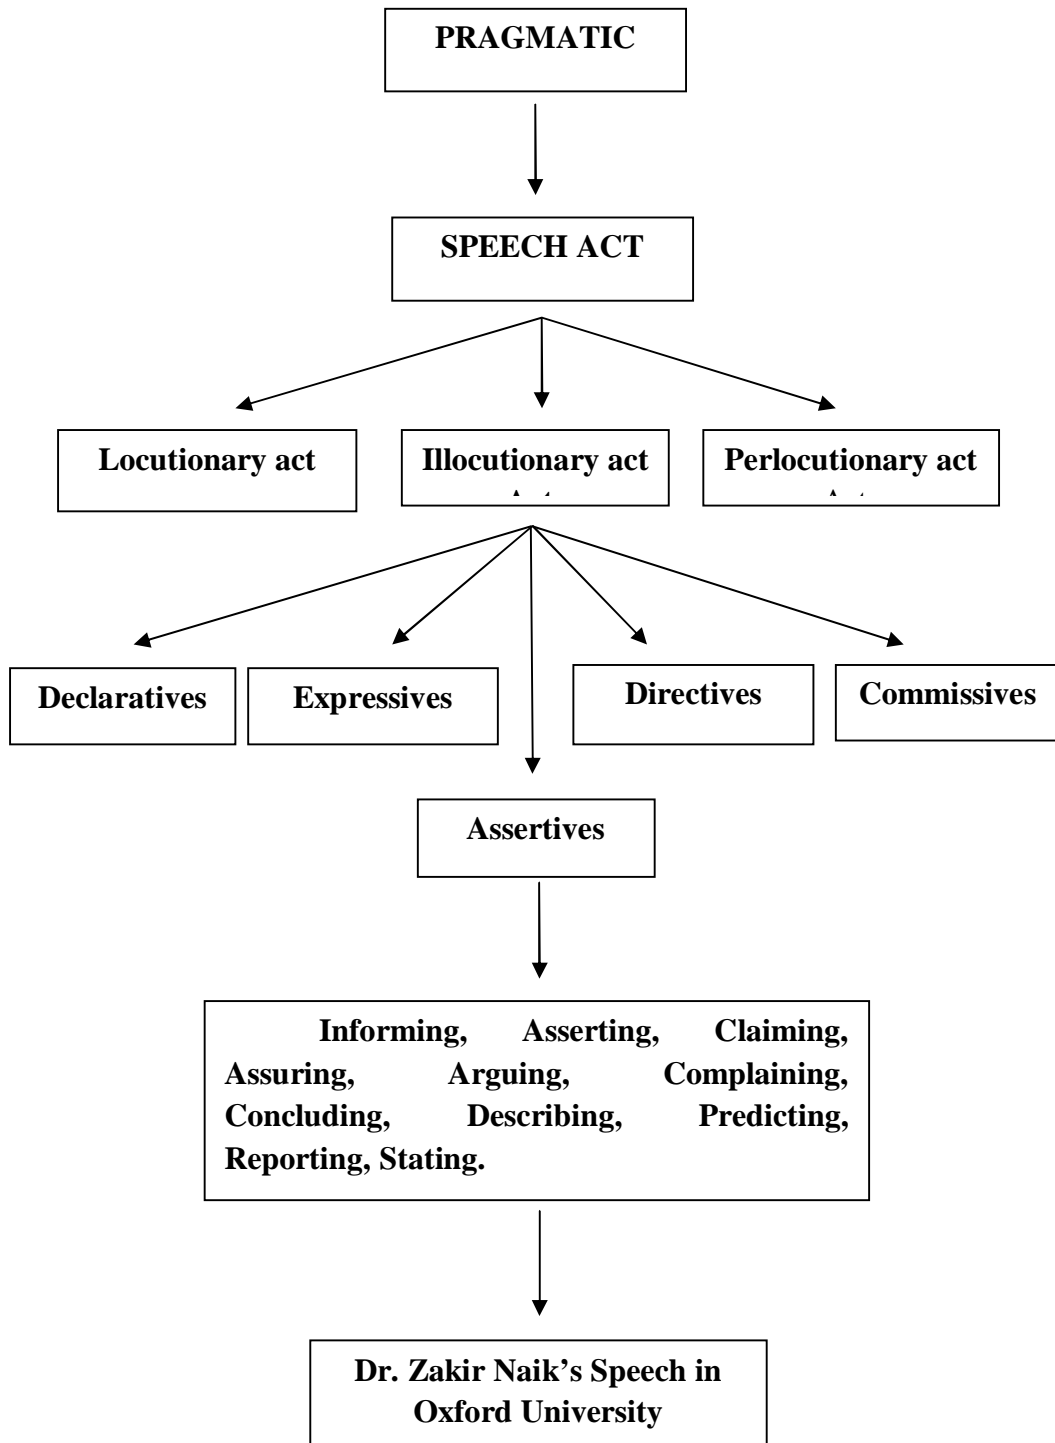 PRAGMATIC
SPEECH ACT
Locutionary act
Illocutionary act
Perlocutionary act
Declaratives
Expressives
Directives
Commissives
Assertives
Informing, Asserting, Claiming,
Assuring, Arguing, Complaining,
Concluding, Describing, Predicting,
Reporting, Stating.
Dr. Zakir Naik’s Speech in
Oxford University